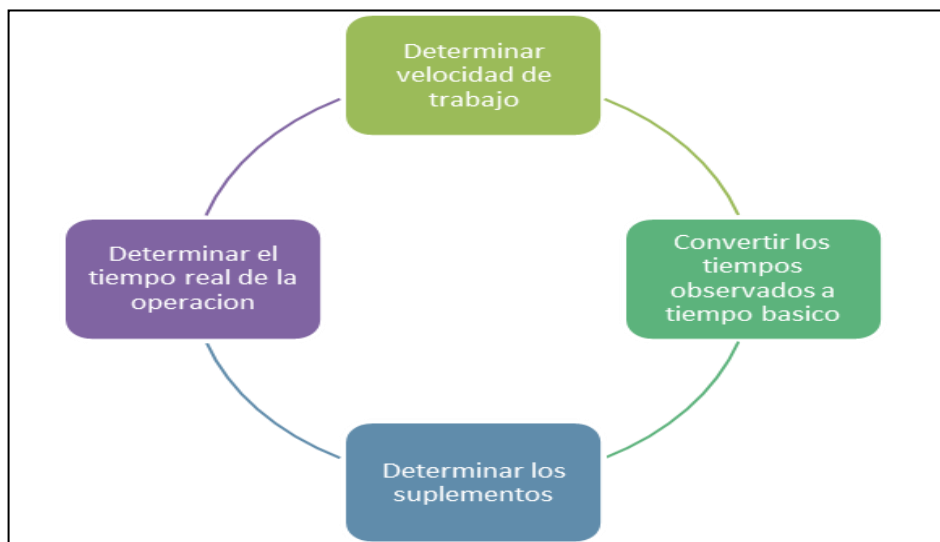 Determinar
velocidad de
trabajo
Convertir los
tiempos
observados a
tiempo basico
Determinar los
suplementos
Determinar el
tiempo real de la
operacion